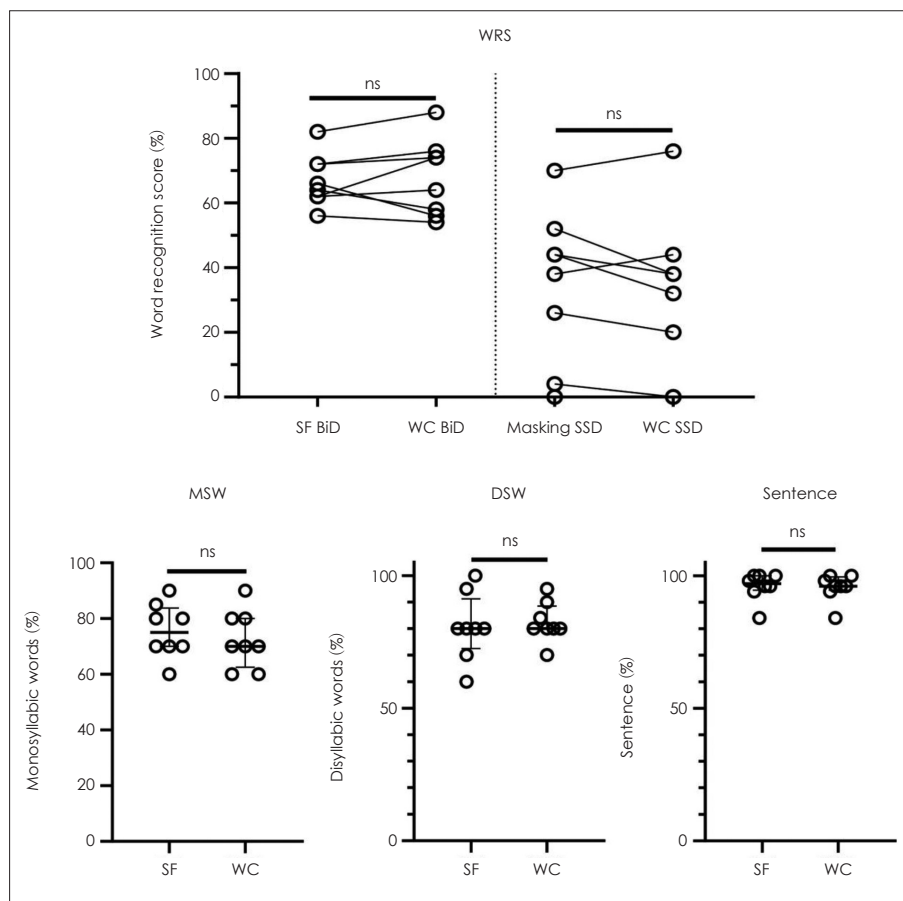 WRS
ns
ns
Word recognition score (%)
100
80
60
40
20
0
SF BiD
WC BiD
Masking SSD
WC SSD
MSW
ns
Monosyllabic words (%)
100
80
60
40
20
0
SF
WC
DSW
ns
Disyllabic words (%)
100
50
0
SF
WC
Sentence
ns
Sentence (%)
100
50
0
SF
WC